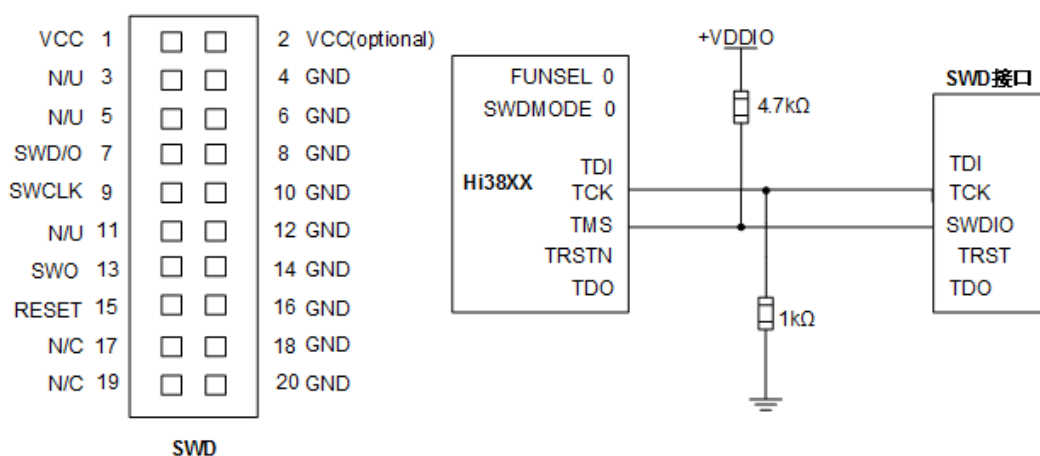 VCC 1 2 VCC(optional)
N/U 3 4 GND
N/U 5 6 GND
SWD/O 7 8 GND
SWCLK 9 10 GND
N/U 11 12 GND
SWO 13 14 GND
RESET 15 16 GND
N/C 17 18 GND
N/C 19 20 GND
SWD
+VDDIO
4.7kΩ
FUNSEL 0
SWDMODE 0
Hi38XX
TDI
TCK
TMS
TRSTN
TDO
1kΩ
SWD接口
TDI
TCK
SWDIO
TRST
TDO